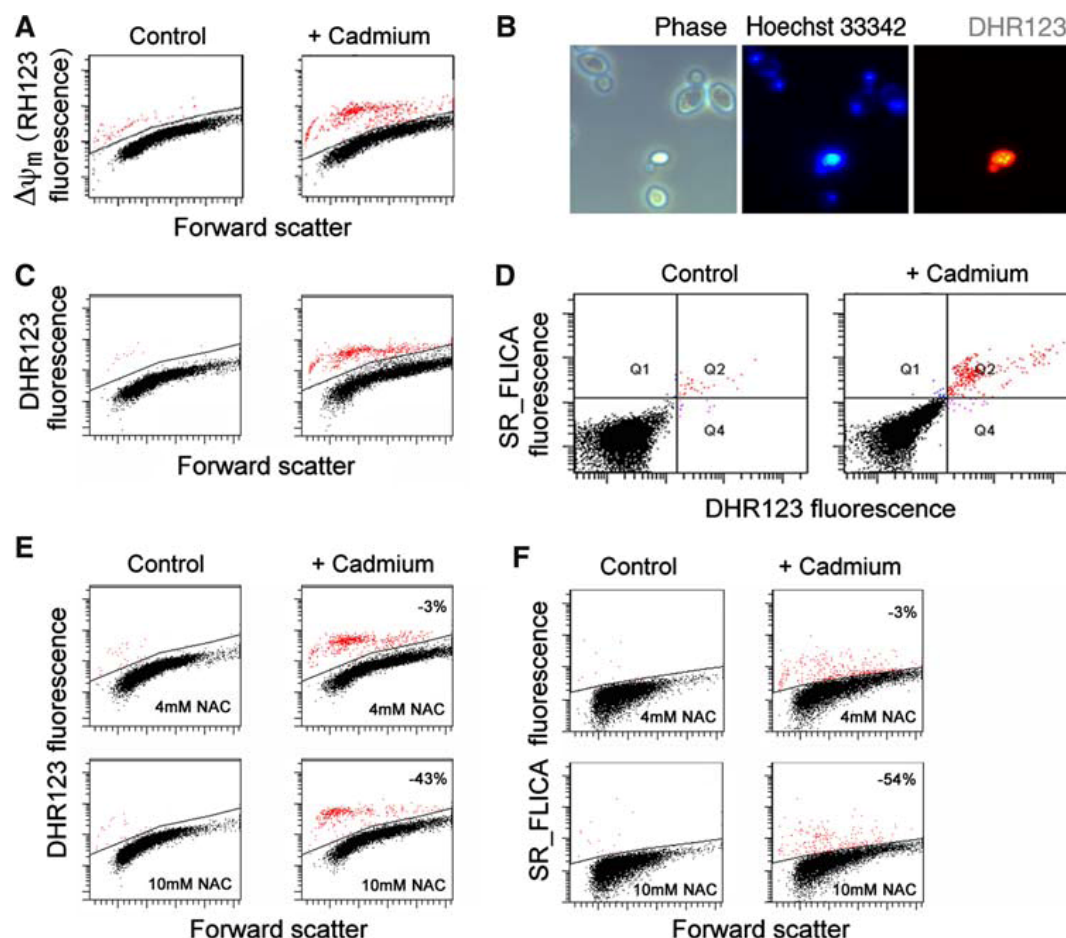 A
Control
+ Cadmium
Δψm (RH123
fluorescence)
Forward scatter
B
Phase
Hoechst 33342
DHR123
C
DHR123
fluorescence
Forward scatter
D
Control
+ Cadmium
SR_FLICA
fluorescence
Q1
Q2
Q4
Q1
Q2
Q4
DHR123 fluorescence
E
Control
+ Cadmium
DHR123 fluorescence
4mM NAC
-3%
4mM NAC
10mM NAC
-43%
10mM NAC
Forward scatter
F
Control
+ Cadmium
SR_FLICA fluorescence
4mM NAC
-3%
4mM NAC
10mM NAC
-54%
10mM NAC
Forward scatter